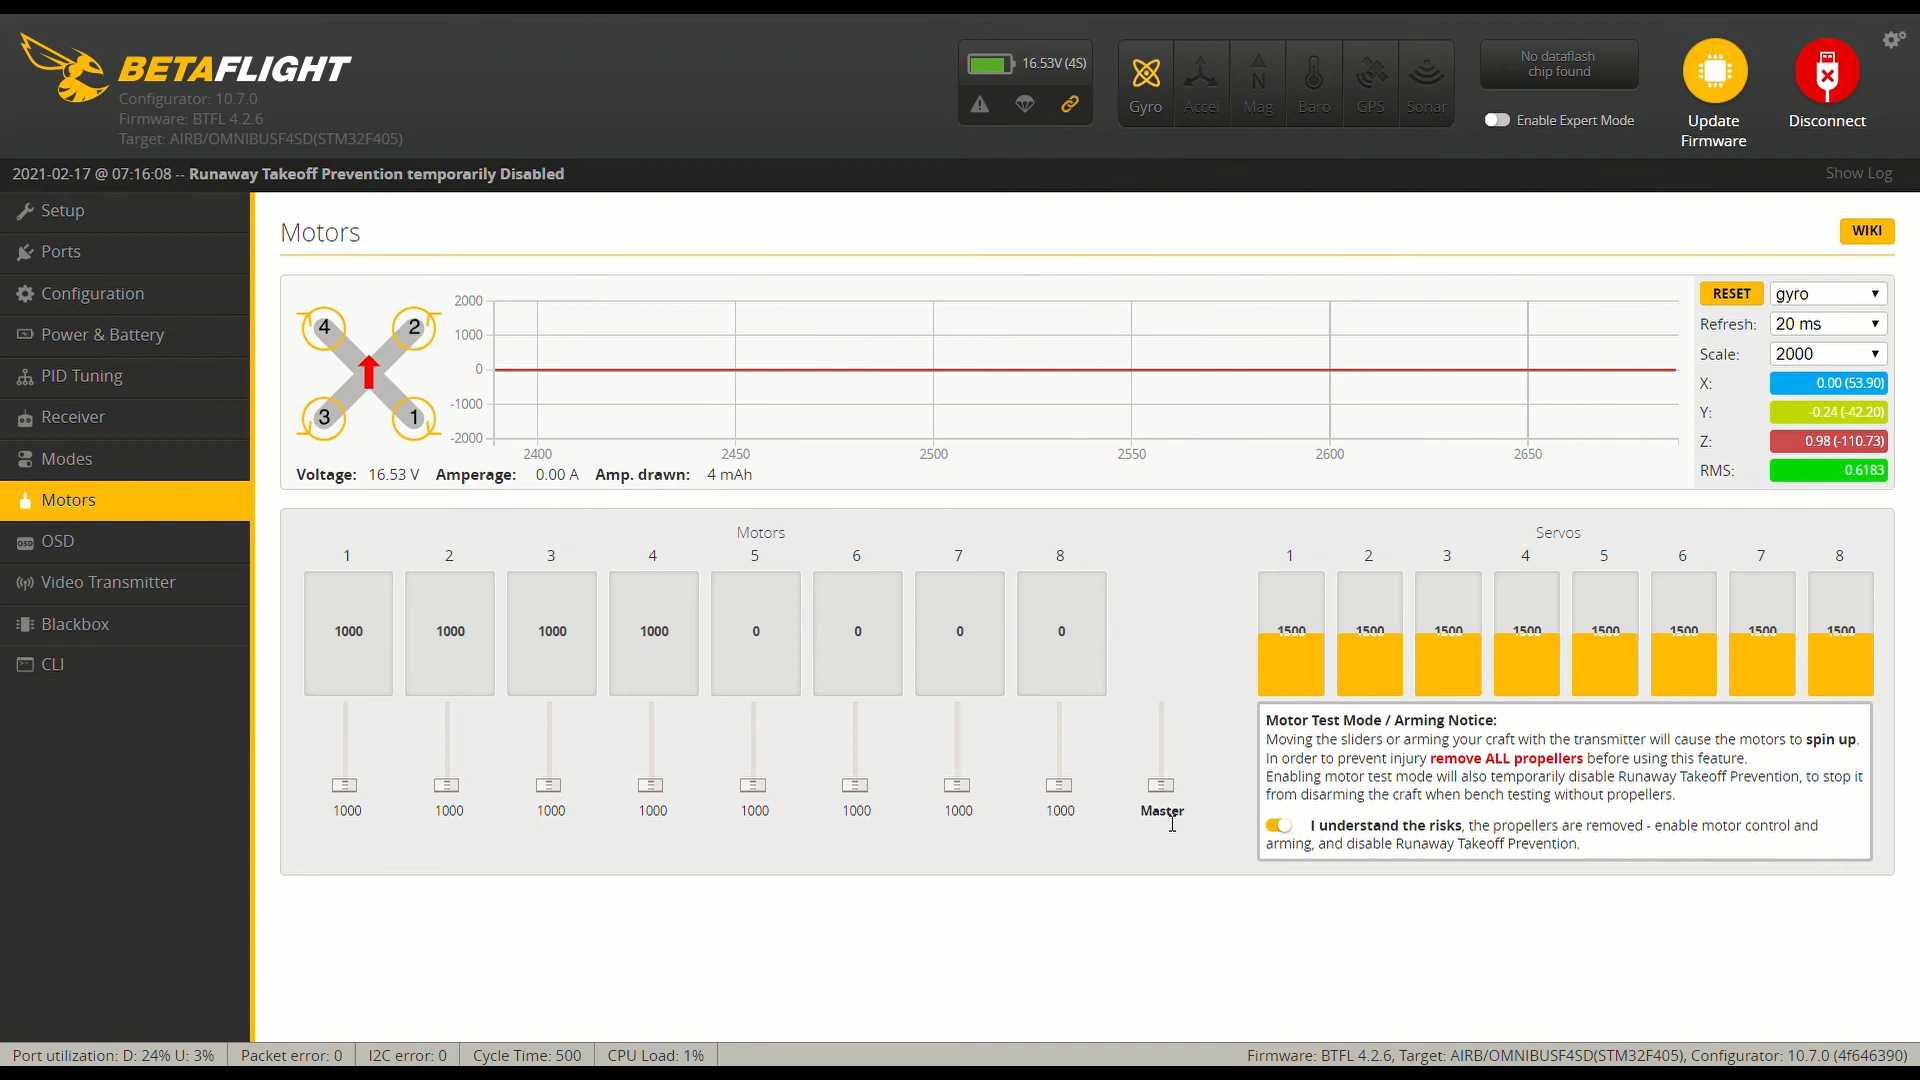 BETAFLIGHT
Configurator: 10.7.0
Firmware: BTFL 4.2.6
Target: AIRB/OMNIBUSF4SD(STM32F405)
16.53V (4S)
Gyro
Accel
Mag
Baro
GPS
Sonar
No dataflash
chip found
Enable Expert Mode
Update
Firmware
Disconnect
2021-02-17 @ 07:16:08 -- Runaway Takeoff Prevention temporarily Disabled
Show Log
Setup
Ports
Configuration
Power & Battery
PID Tuning
Receiver
Modes
Motors
OSD
Video Transmitter
Blackbox
CLI
Motors
WIKI
4 2
3 1
2000
1000
0
-1000
-2000
2400 2450 2500 2550 2600 2650
Voltage: 16.53 V Amperage: 0.00 A Amp. drawn: 4 mAh
RESET gyro
Refresh: 20 ms
Scale: 2000
X: 0.00 (53.90)
Y: -0.24 (-42.20)
Z: 0.98 (-110.73)
RMS: 0.6183
Motors
1 2 3 4 5 6 7 8
1000 1000 1000 1000 0 0 0 0
1000 1000 1000 1000 1000 1000 1000 1000 Master
Servos
1 2 3 4 5 6 7 8
1500 1500 1500 1500 1500 1500 1500 1500
Motor Test Mode / Arming Notice:
Moving the sliders or arming your craft with the transmitter will cause the motors to spin up.
In order to prevent injury remove ALL propellers before using this feature.
Enabling motor test mode will also temporarily disable Runaway Takeoff Prevention, to stop it
from disarming the craft when bench testing without propellers.
I understand the risks, the propellers are removed - enable motor control and
arming, and disable Runaway Takeoff Prevention.
Port utilization: D: 24% U: 3% Packet error: 0 I2C error: 0 Cycle Time: 500 CPU Load: 1% Firmware: BTFL 4.2.6, Target: AIRB/OMNIBUSF4SD(STM32F405), Configurator: 10.7.0 (4f646390)